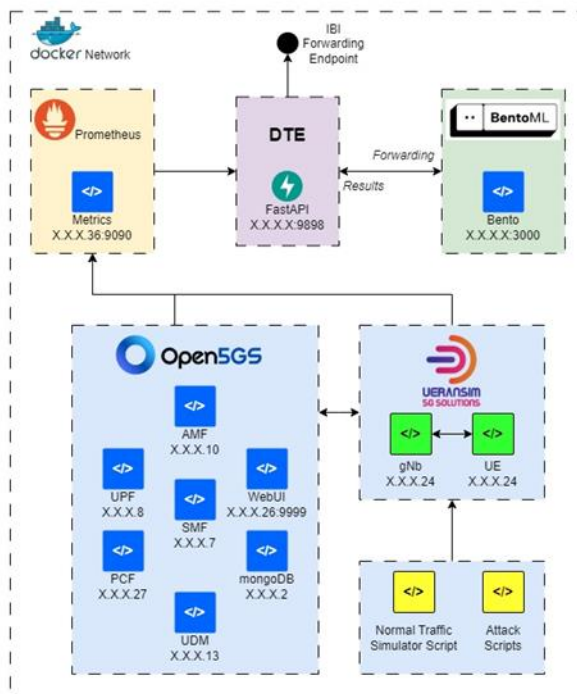 IBI
Forwarding
Endpoint
docker Network
Prometheus
DTE
BentoML
Forwarding
Results
Metrics
X.X.X.36:9090
FastAPI
X.X.X.X:9898
Bento
X.X.X.X:3000
Open5GS
UERANSIM
5G SOLUTIONS
AMF
X.X.X.10
gNb
X.X.X.24
UE
X.X.X.24
UPF
X.X.X.8
WebUI
X.X.X.26:9999
SMF
X.X.X.7
PCF
X.X.X.27
mongoDB
X.X.X.2
UDM
X.X.X.13
Normal Traffic
Simulator Script
Attack
Scripts